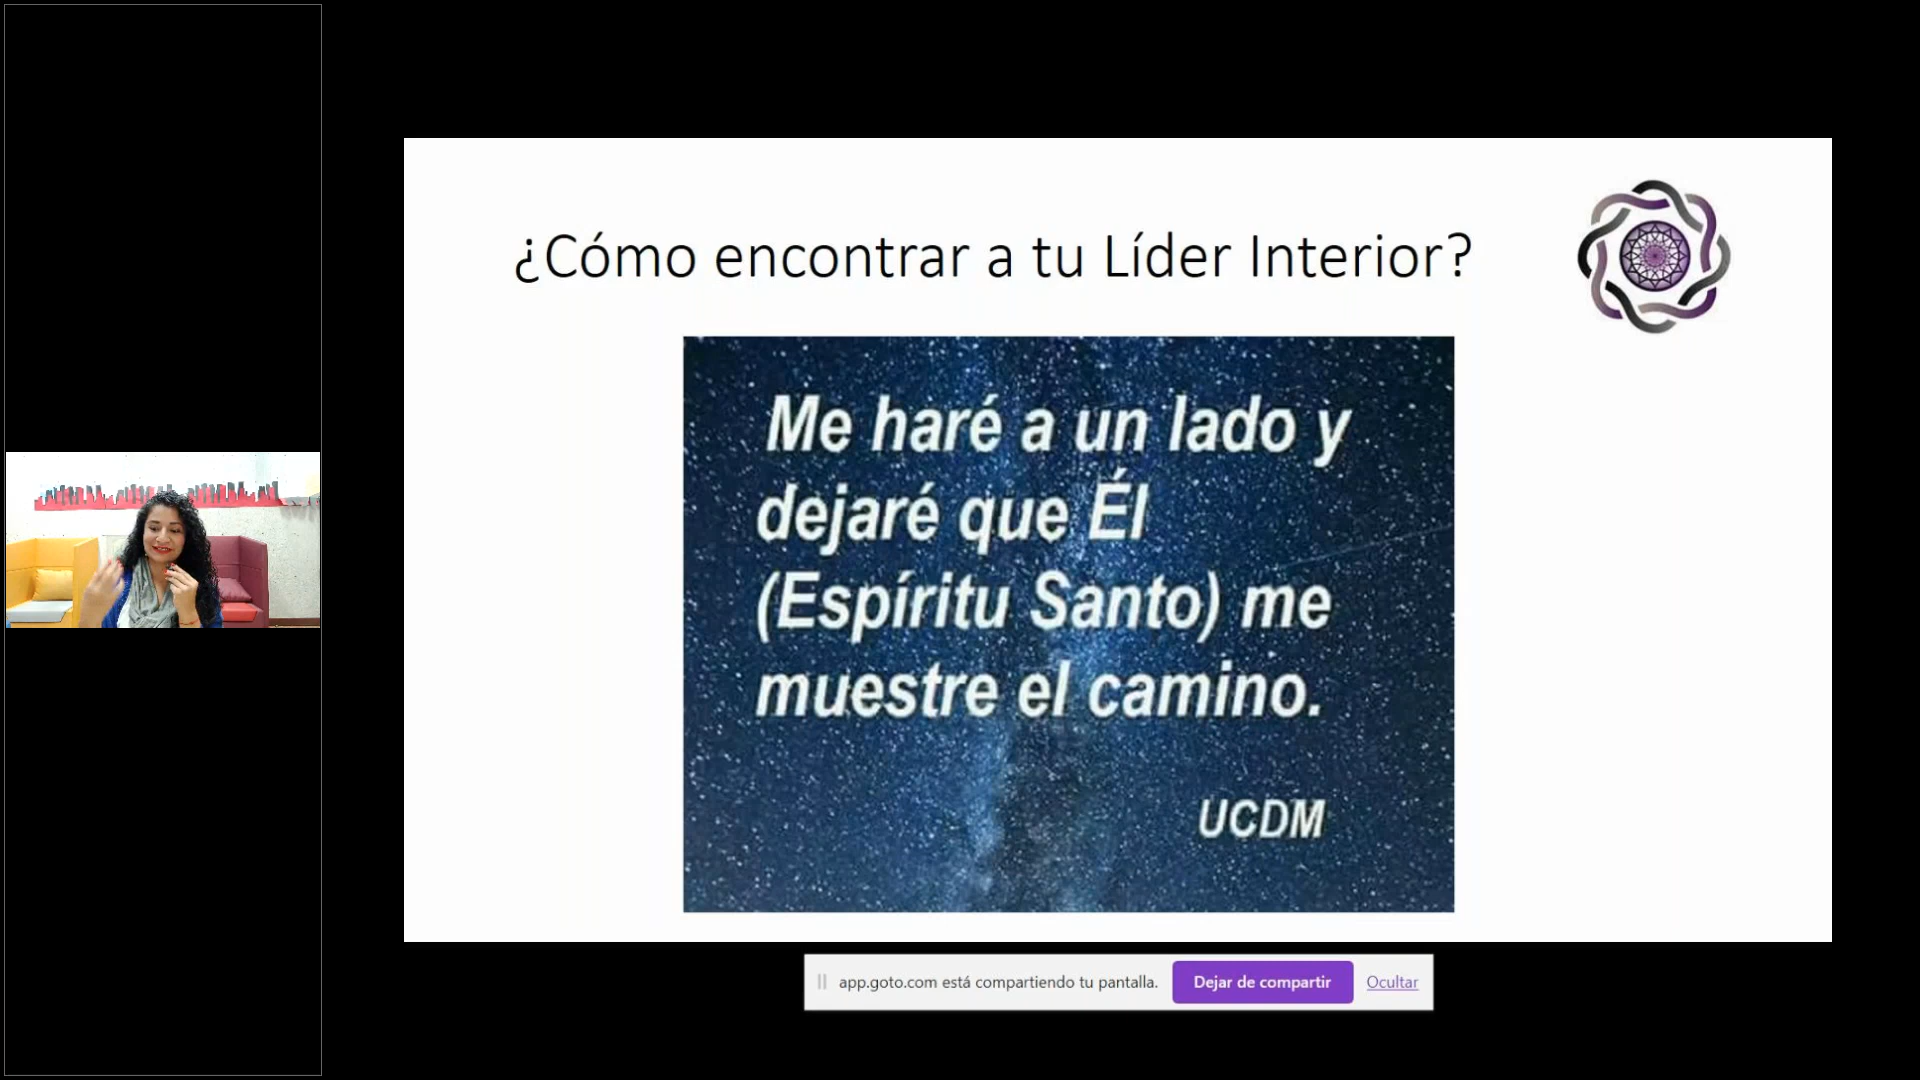 ¿Cómo encontrar a tu Líder Interior?
Me haré a un lado y
dejaré que Él
(Espíritu Santo) me
muestre el camino.
UCDM
app.goto.com está compartiendo tu pantalla. Dejar de compartir Ocultar